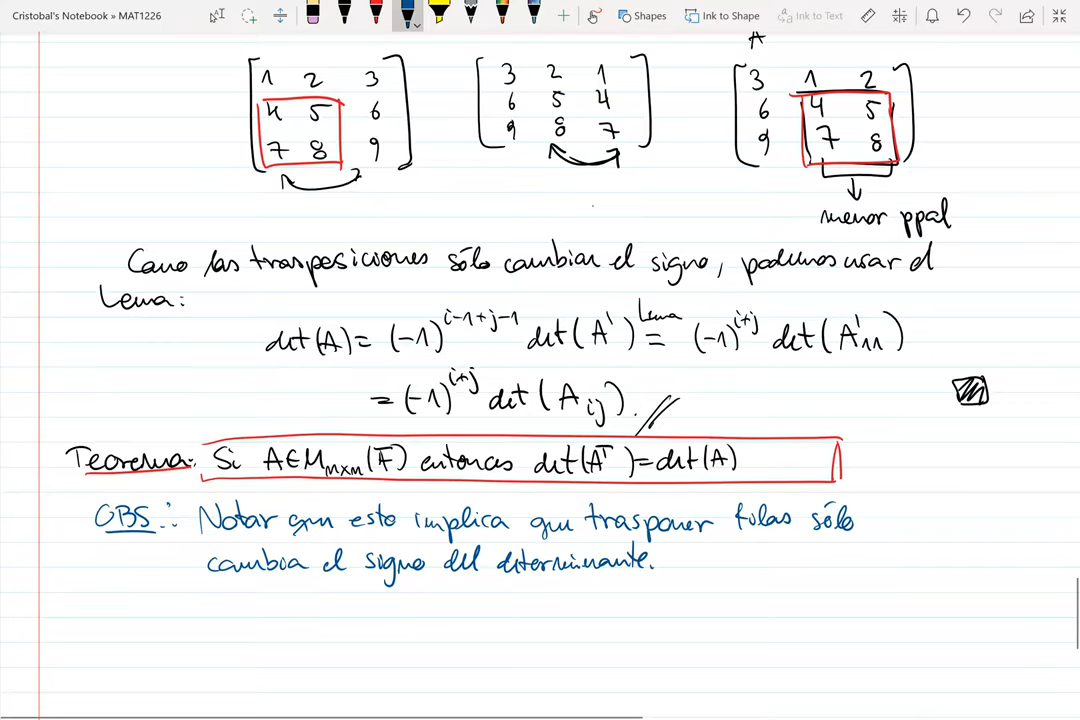 Cristobal's Notebook » MAT1226
Shapes
Ink to Shape
Ink to Text
A
1 2 3
4 5 6
7 8 9
3 2 1
6 5 4
9 8 7
3 1 2
6 4 5
9 7 8
menor ppal
Como las trasposiciones sólo cambian el signo, podemos usar el
Lema:
det(A) = (-1)^{i-1+j-1} det(A') =^{Lema} (-1)^{i+j} det(A'_{11})
= (-1)^{i+j} det(A_{ij}). //
Teorema: Si A∈M_{n×n}(F) entonces det(A^T)=det(A)
OBS: Notar que esto implica que trasponer filas sólo
cambia el signo del determinante.